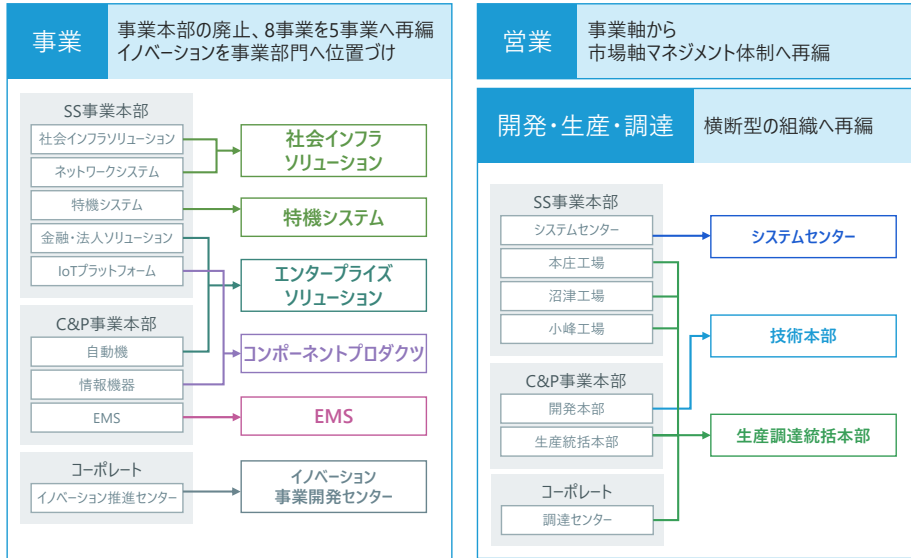 事業
事業本部の廃止、8事業を5事業へ再編
イノベーションを事業部門へ位置づけ
SS事業本部
社会インフラソリューション
ネットワークシステム
特機システム
金融・法人ソリューション
IoTプラットフォーム
C&P事業本部
自動機
情報機器
EMS
コーポレート
イノベーション推進センター
社会インフラ
ソリューション
特機システム
エンタープライズ
ソリューション
コンポーネントプロダクツ
EMS
イノベーション
事業開発センター
営業
事業軸から
市場軸マネジメント体制へ再編
開発・生産・調達
横断型の組織へ再編
SS事業本部
システムセンター
本庄工場
沼津工場
小峰工場
C&P事業本部
開発本部
生産統括本部
コーポレート
調達センター
システムセンター
技術本部
生産調達統括本部